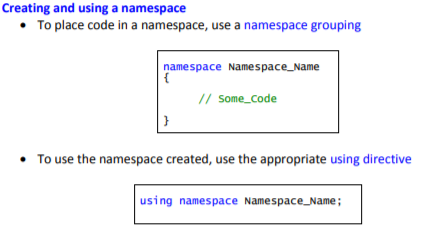 Creating and using a namespace
• To place code in a namespace, use a namespace grouping
namespace Namespace_Name
{
// Some_Code
}
• To use the namespace created, use the appropriate using directive
using namespace Namespace_Name;